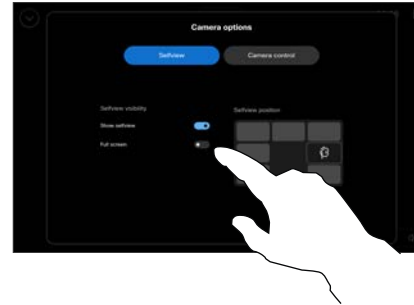 Camera options
Selfview
Camera control
Selfview visibility
Selfview position
Show selfview
Full screen